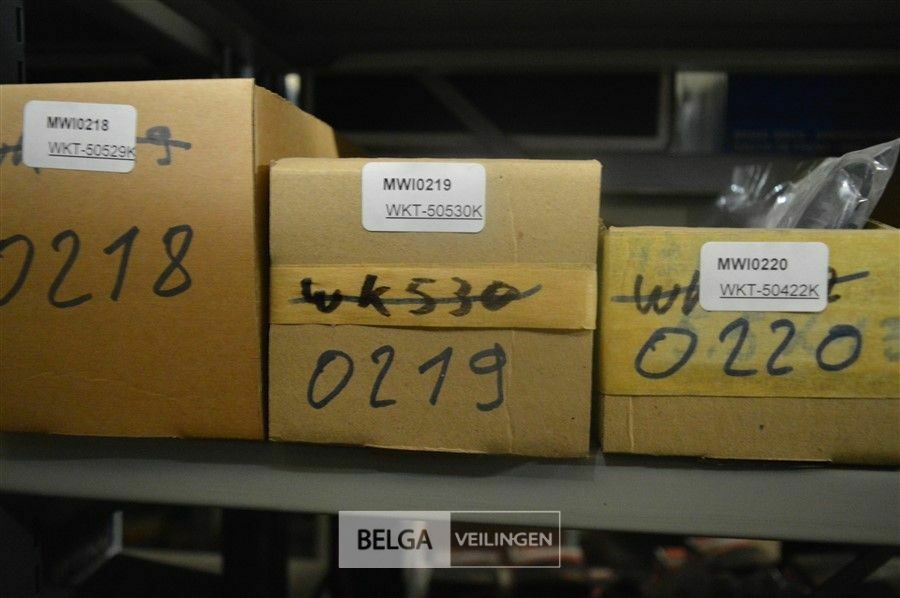 MWI0218
WKT-50529K
0218
MWI0219
WKT-50530K
WK530
0219
MWI0220
WKT-50422K
0220
BELGA VEILINGEN